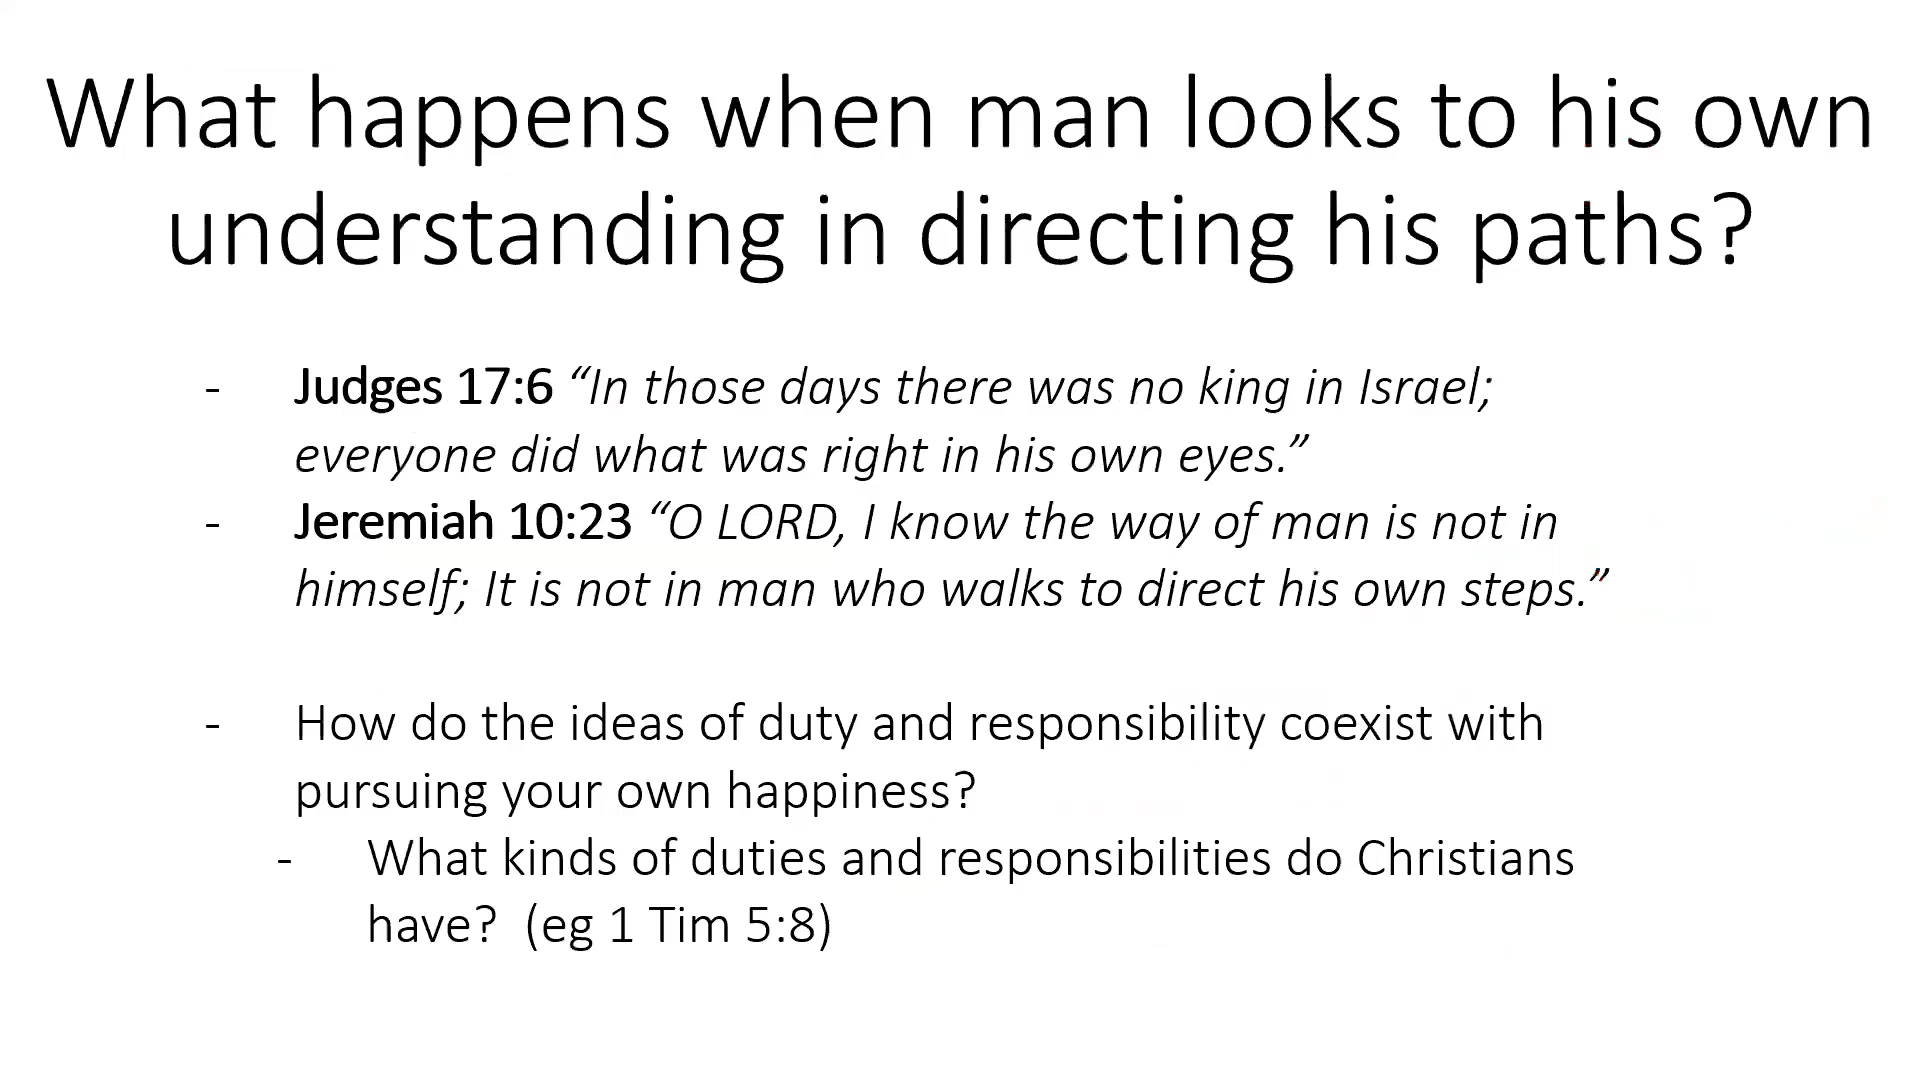 What happens when man looks to his own
understanding in directing his paths?
- Judges 17:6 “In those days there was no king in Israel;
everyone did what was right in his own eyes.”
- Jeremiah 10:23 “O LORD, I know the way of man is not in
himself; It is not in man who walks to direct his own steps.”
- How do the ideas of duty and responsibility coexist with
pursuing your own happiness?
- What kinds of duties and responsibilities do Christians
have?  (eg 1 Tim 5:8)